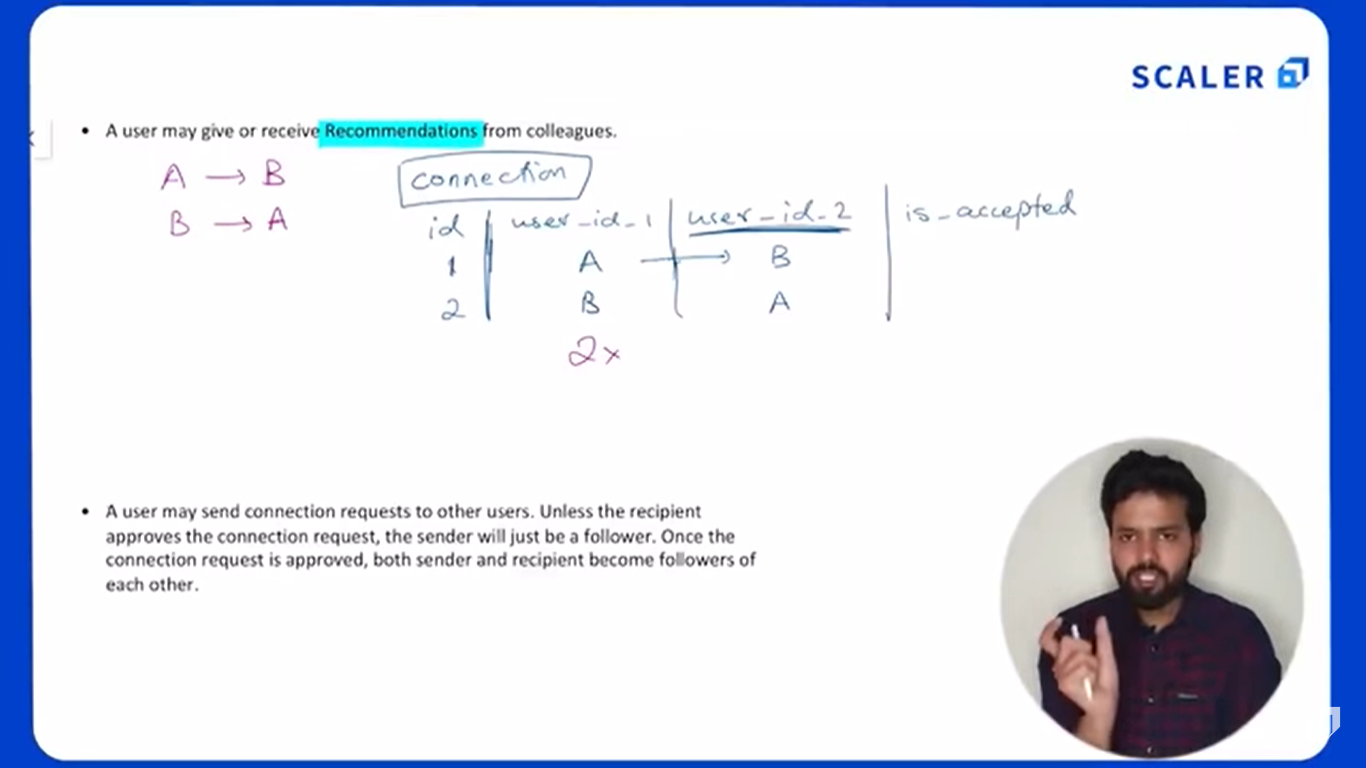 SCALER
• A user may give or receive Recommendations from colleagues.
A → B
B → A
connection
id | user_id_1 | user_id_2 | is_accepted
1 A → B
2 B A
2x
• A user may send connection requests to other users. Unless the recipient
approves the connection request, the sender will just be a follower. Once the
connection request is approved, both sender and recipient become followers of
each other.